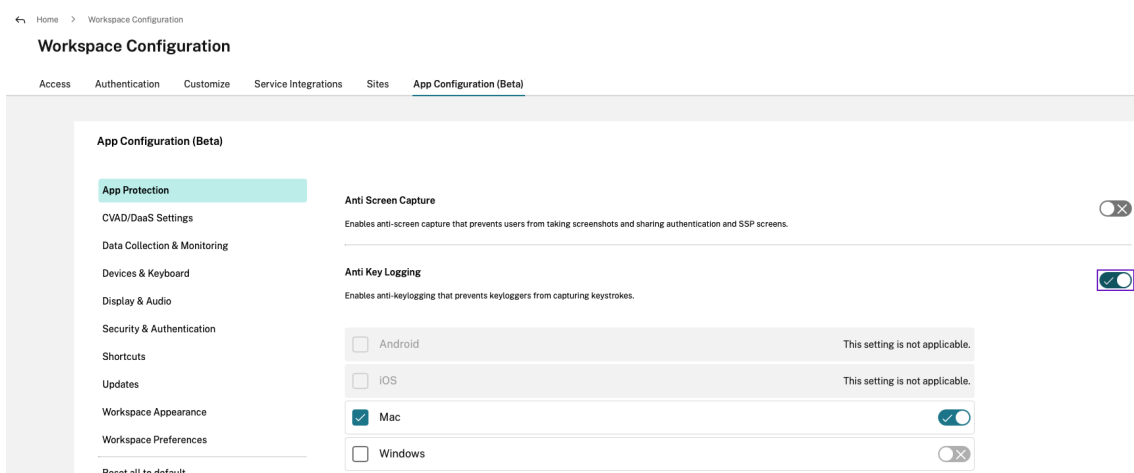 Home > Workspace Configuration
Workspace Configuration
Access Authentication Customize Service Integrations Sites App Configuration (Beta)
App Configuration (Beta)
App Protection
CVAD/DaaS Settings
Data Collection & Monitoring
Devices & Keyboard
Display & Audio
Security & Authentication
Shortcuts
Updates
Workspace Appearance
Workspace Preferences
Reset all to default
Anti Screen Capture
Enables anti-screen capture that prevents users from taking screenshots and sharing authentication and SSP screens.
Anti Key Logging
Enables anti-keylogging that prevents keyloggers from capturing keystrokes.
Android This setting is not applicable.
iOS This setting is not applicable.
Mac
Windows